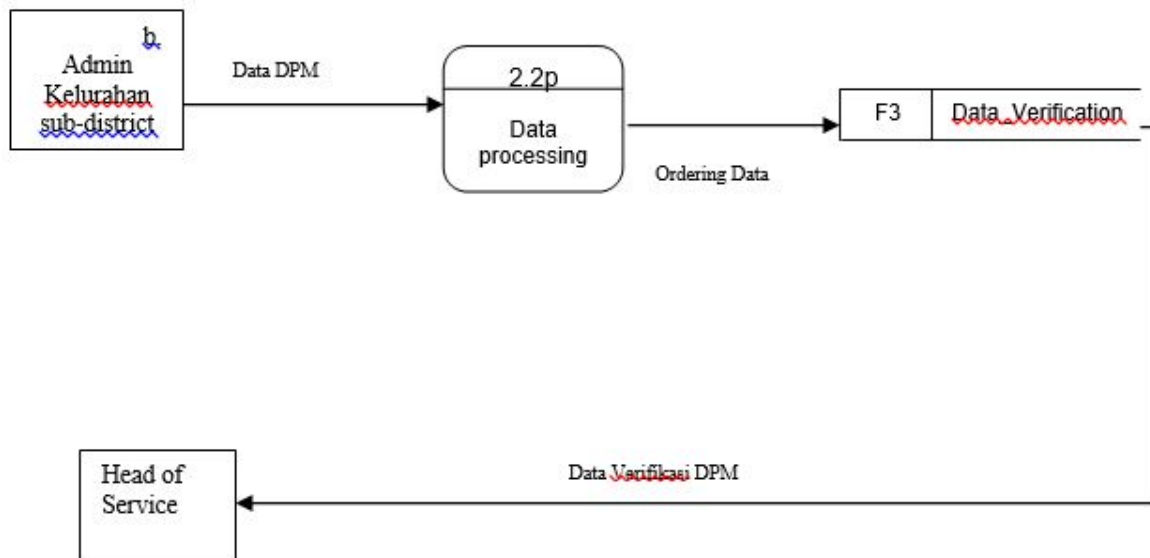 b
Admin
Kelurahan
sub-district
Data DPM
2.2p
Data
processing
Ordering Data
F3
Data_Verification
Head of
Service
Data Verifikasi DPM